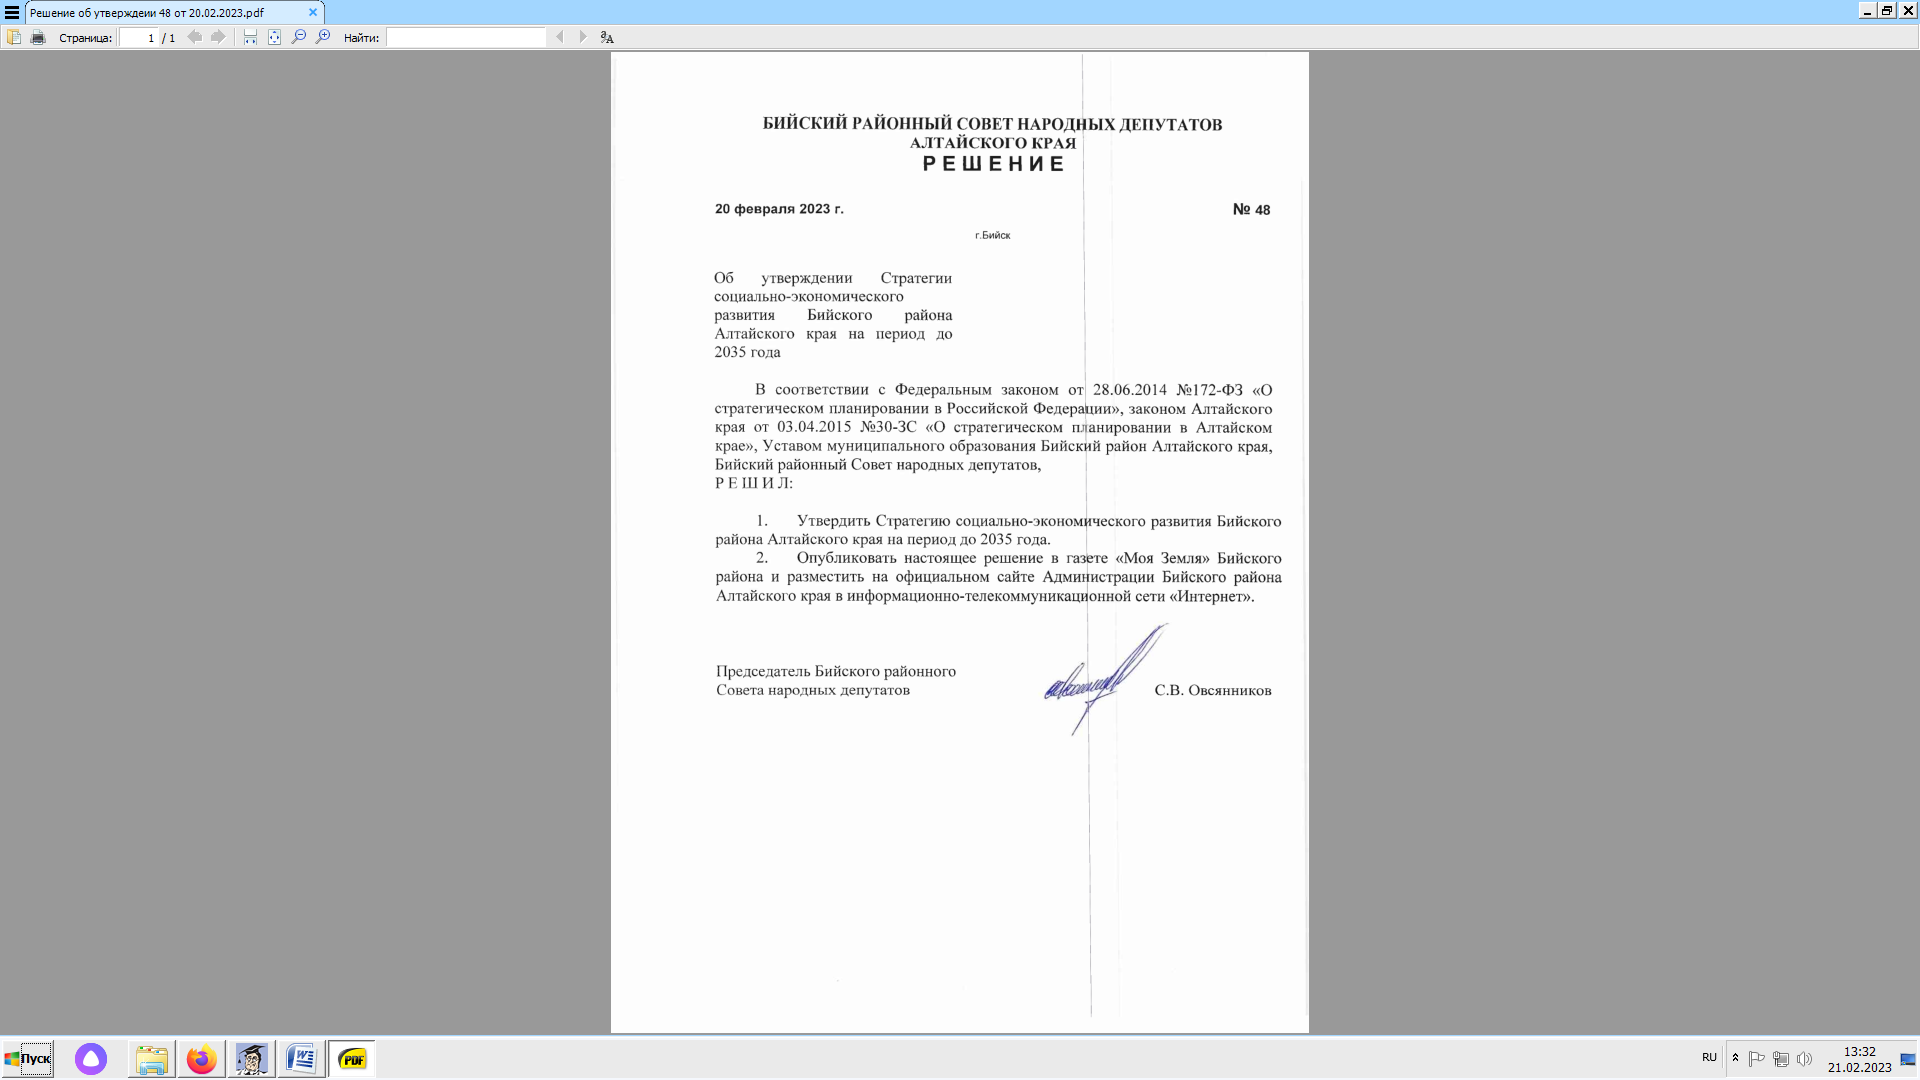 Решение об утверждеии 48 от 20.02.2023.pdf
Страница: 1 / 1 Найти:
БИЙСКИЙ РАЙОННЫЙ СОВЕТ НАРОДНЫХ ДЕПУТАТОВ
АЛТАЙСКОГО КРАЯ
Р Е Ш Е Н И Е
20 февраля 2023 г. № 48
г.Бийск
Об утверждении Стратегии
социально-экономического
развития Бийского района
Алтайского края на период до
2035 года
В соответствии с Федеральным законом от 28.06.2014 №172-ФЗ «О
стратегическом планировании в Российской Федерации», законом Алтайского
края от 03.04.2015 №30-ЗС «О стратегическом планировании в Алтайском
крае», Уставом муниципального образования Бийский район Алтайского края,
Бийский районный Совет народных депутатов,
Р Е Ш И Л:
1. Утвердить Стратегию социально-экономического развития Бийского
района Алтайского края на период до 2035 года.
2. Опубликовать настоящее решение в газете «Моя Земля» Бийского
района и разместить на официальном сайте Администрации Бийского района
Алтайского края в информационно-телекоммуникационной сети «Интернет».
Председатель Бийского районного
Совета народных депутатов С.В. Овсянников
Пуск
PDF
RU
13:32
21.02.2023